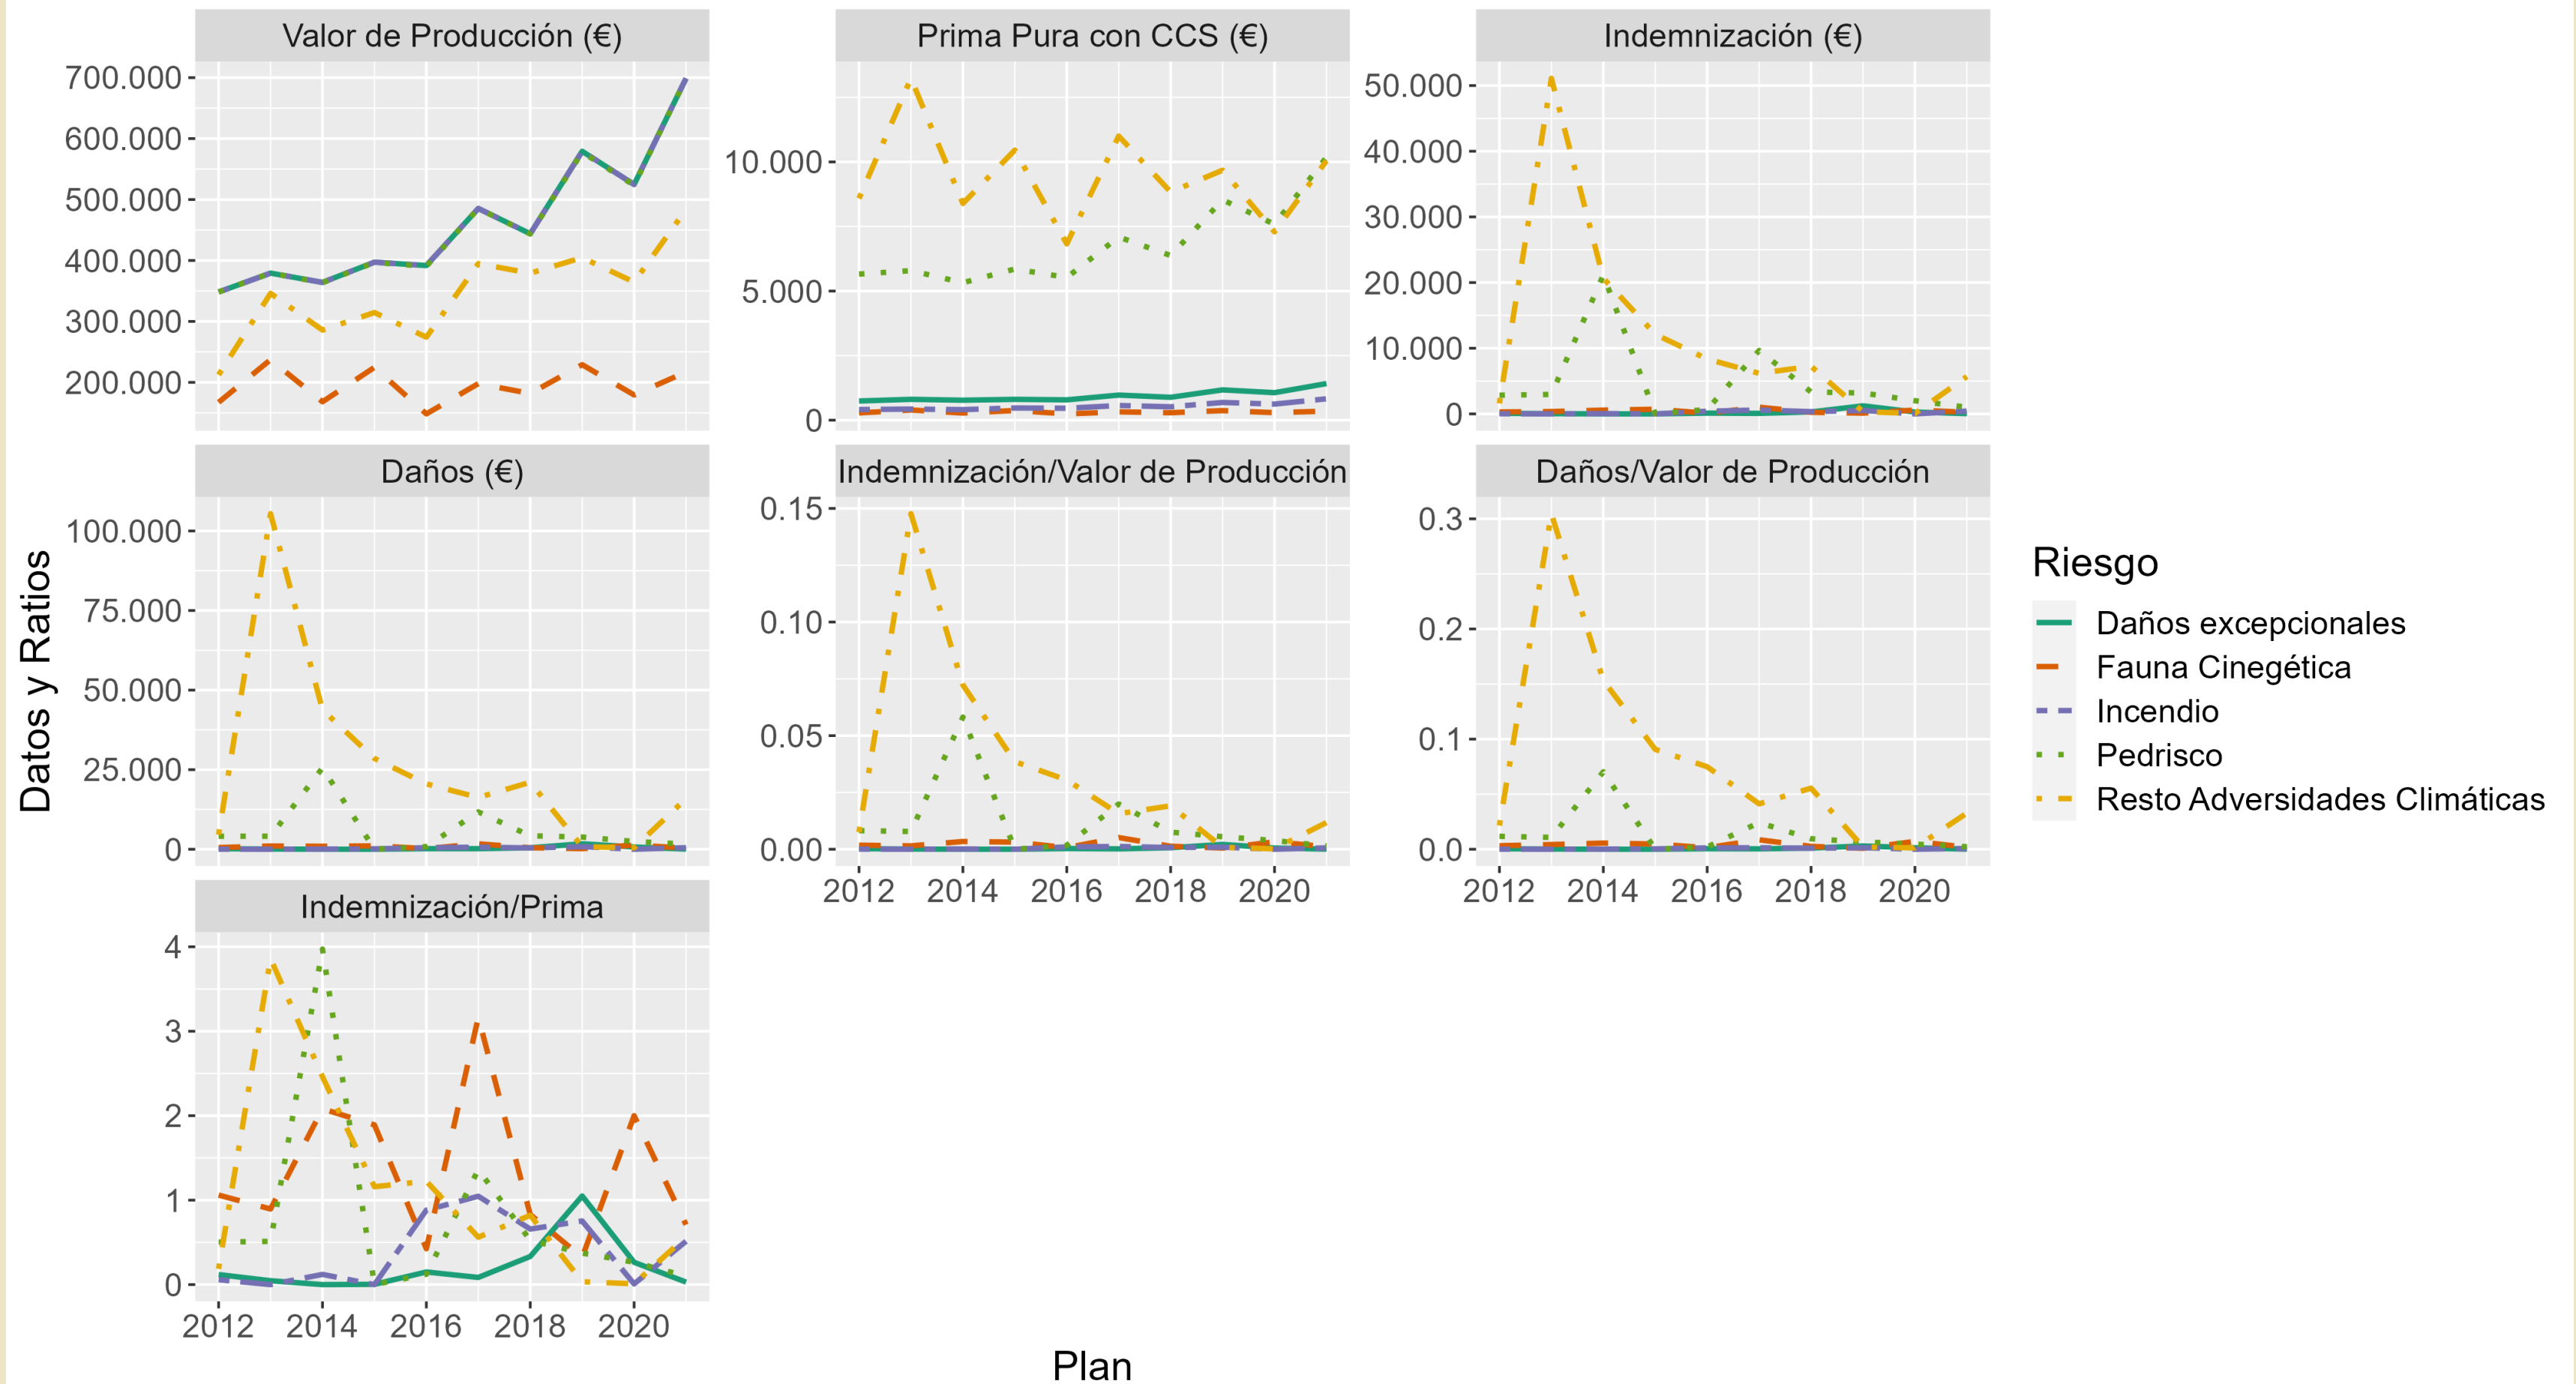 Valor de Producción (€)
700.000
600.000
500.000
400.000
300.000
200.000
Prima Pura con CCS (€)
10.000
5.000
0
Indemnización (€)
50.000
40.000
30.000
20.000
10.000
0
Daños (€)
100.000
75.000
50.000
25.000
0
Indemnización/Valor de Producción
0.15
0.10
0.05
0.00
2012 2014 2016 2018 2020
Daños/Valor de Producción
0.3
0.2
0.1
0.0
2012 2014 2016 2018 2020
Indemnización/Prima
4
3
2
1
0
2012 2014 2016 2018 2020
Datos y Ratios
Plan
Riesgo
Daños excepcionales
Fauna Cinegética
Incendio
Pedrisco
Resto Adversidades Climáticas